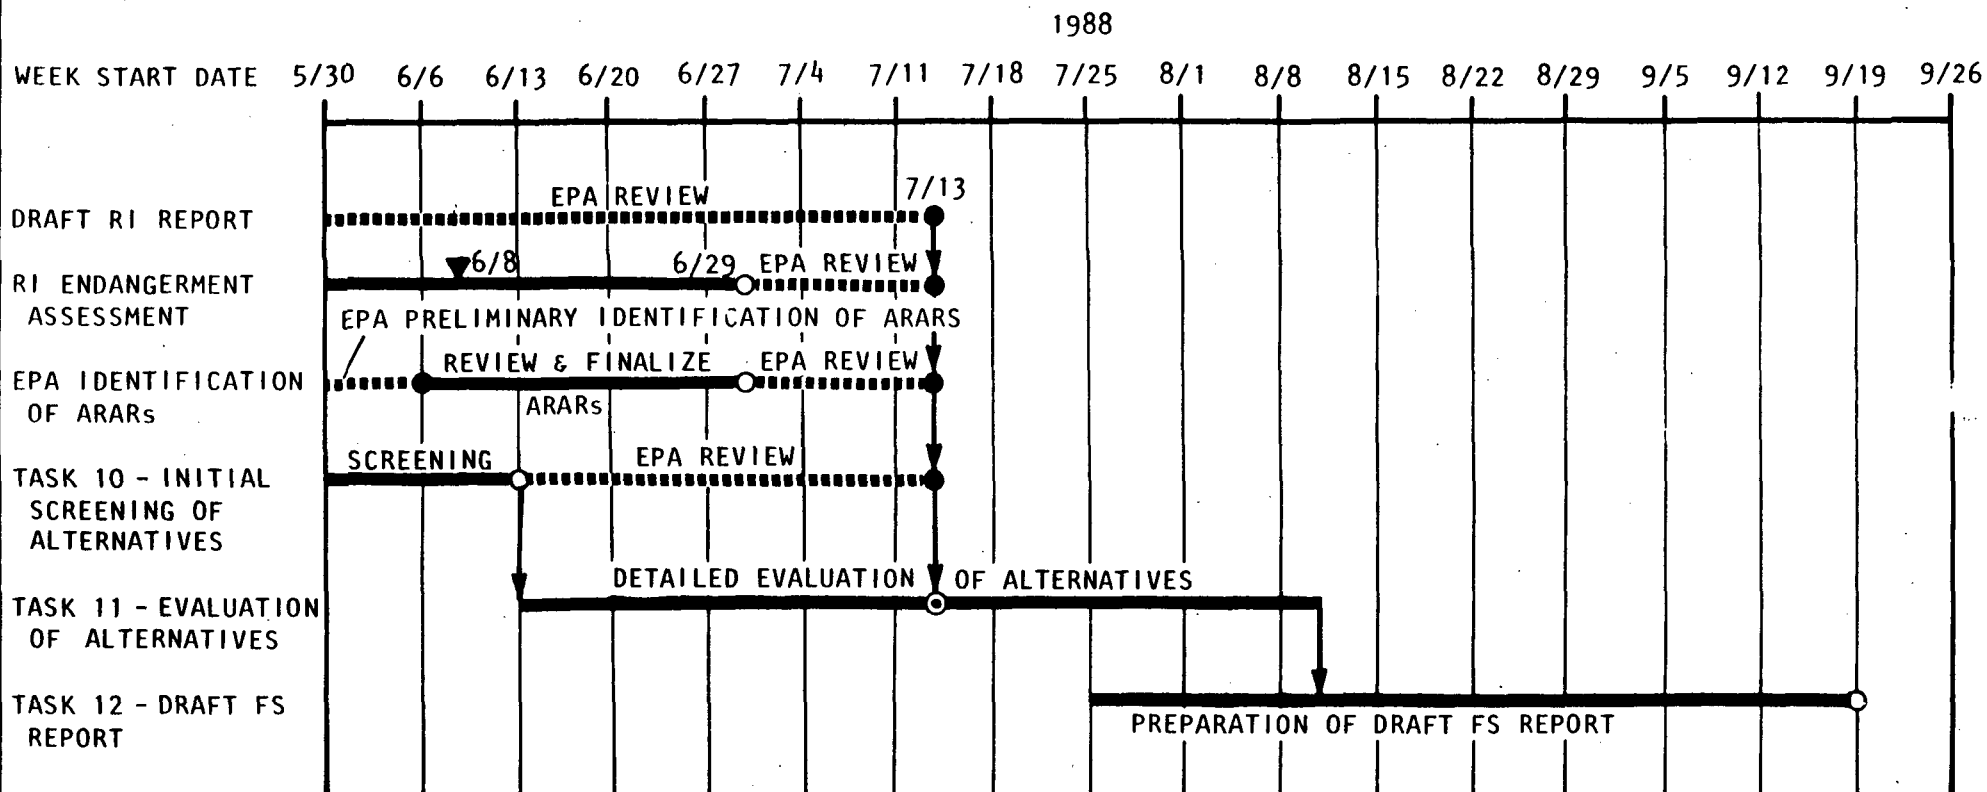 1988
WEEK START DATE 5/30 6/6 6/13 6/20 6/27 7/4 7/11 7/18 7/25 8/1 8/8 8/15 8/22 8/29 9/5 9/12 9/19 9/26
EPA REVIEW 7/13
DRAFT RI REPORT
6/8 6/29 EPA REVIEW
RI ENDANGERMENT
ASSESSMENT
EPA PRELIMINARY IDENTIFICATION OF ARARS
REVIEW & FINALIZE EPA REVIEW
EPA IDENTIFICATION
OF ARARs
ARARs
SCREENING EPA REVIEW
TASK 10 - INITIAL
SCREENING OF
ALTERNATIVES
DETAILED EVALUATION OF ALTERNATIVES
TASK 11 - EVALUATION
OF ALTERNATIVES
TASK 12 - DRAFT FS
REPORT
PREPARATION OF DRAFT FS REPORT